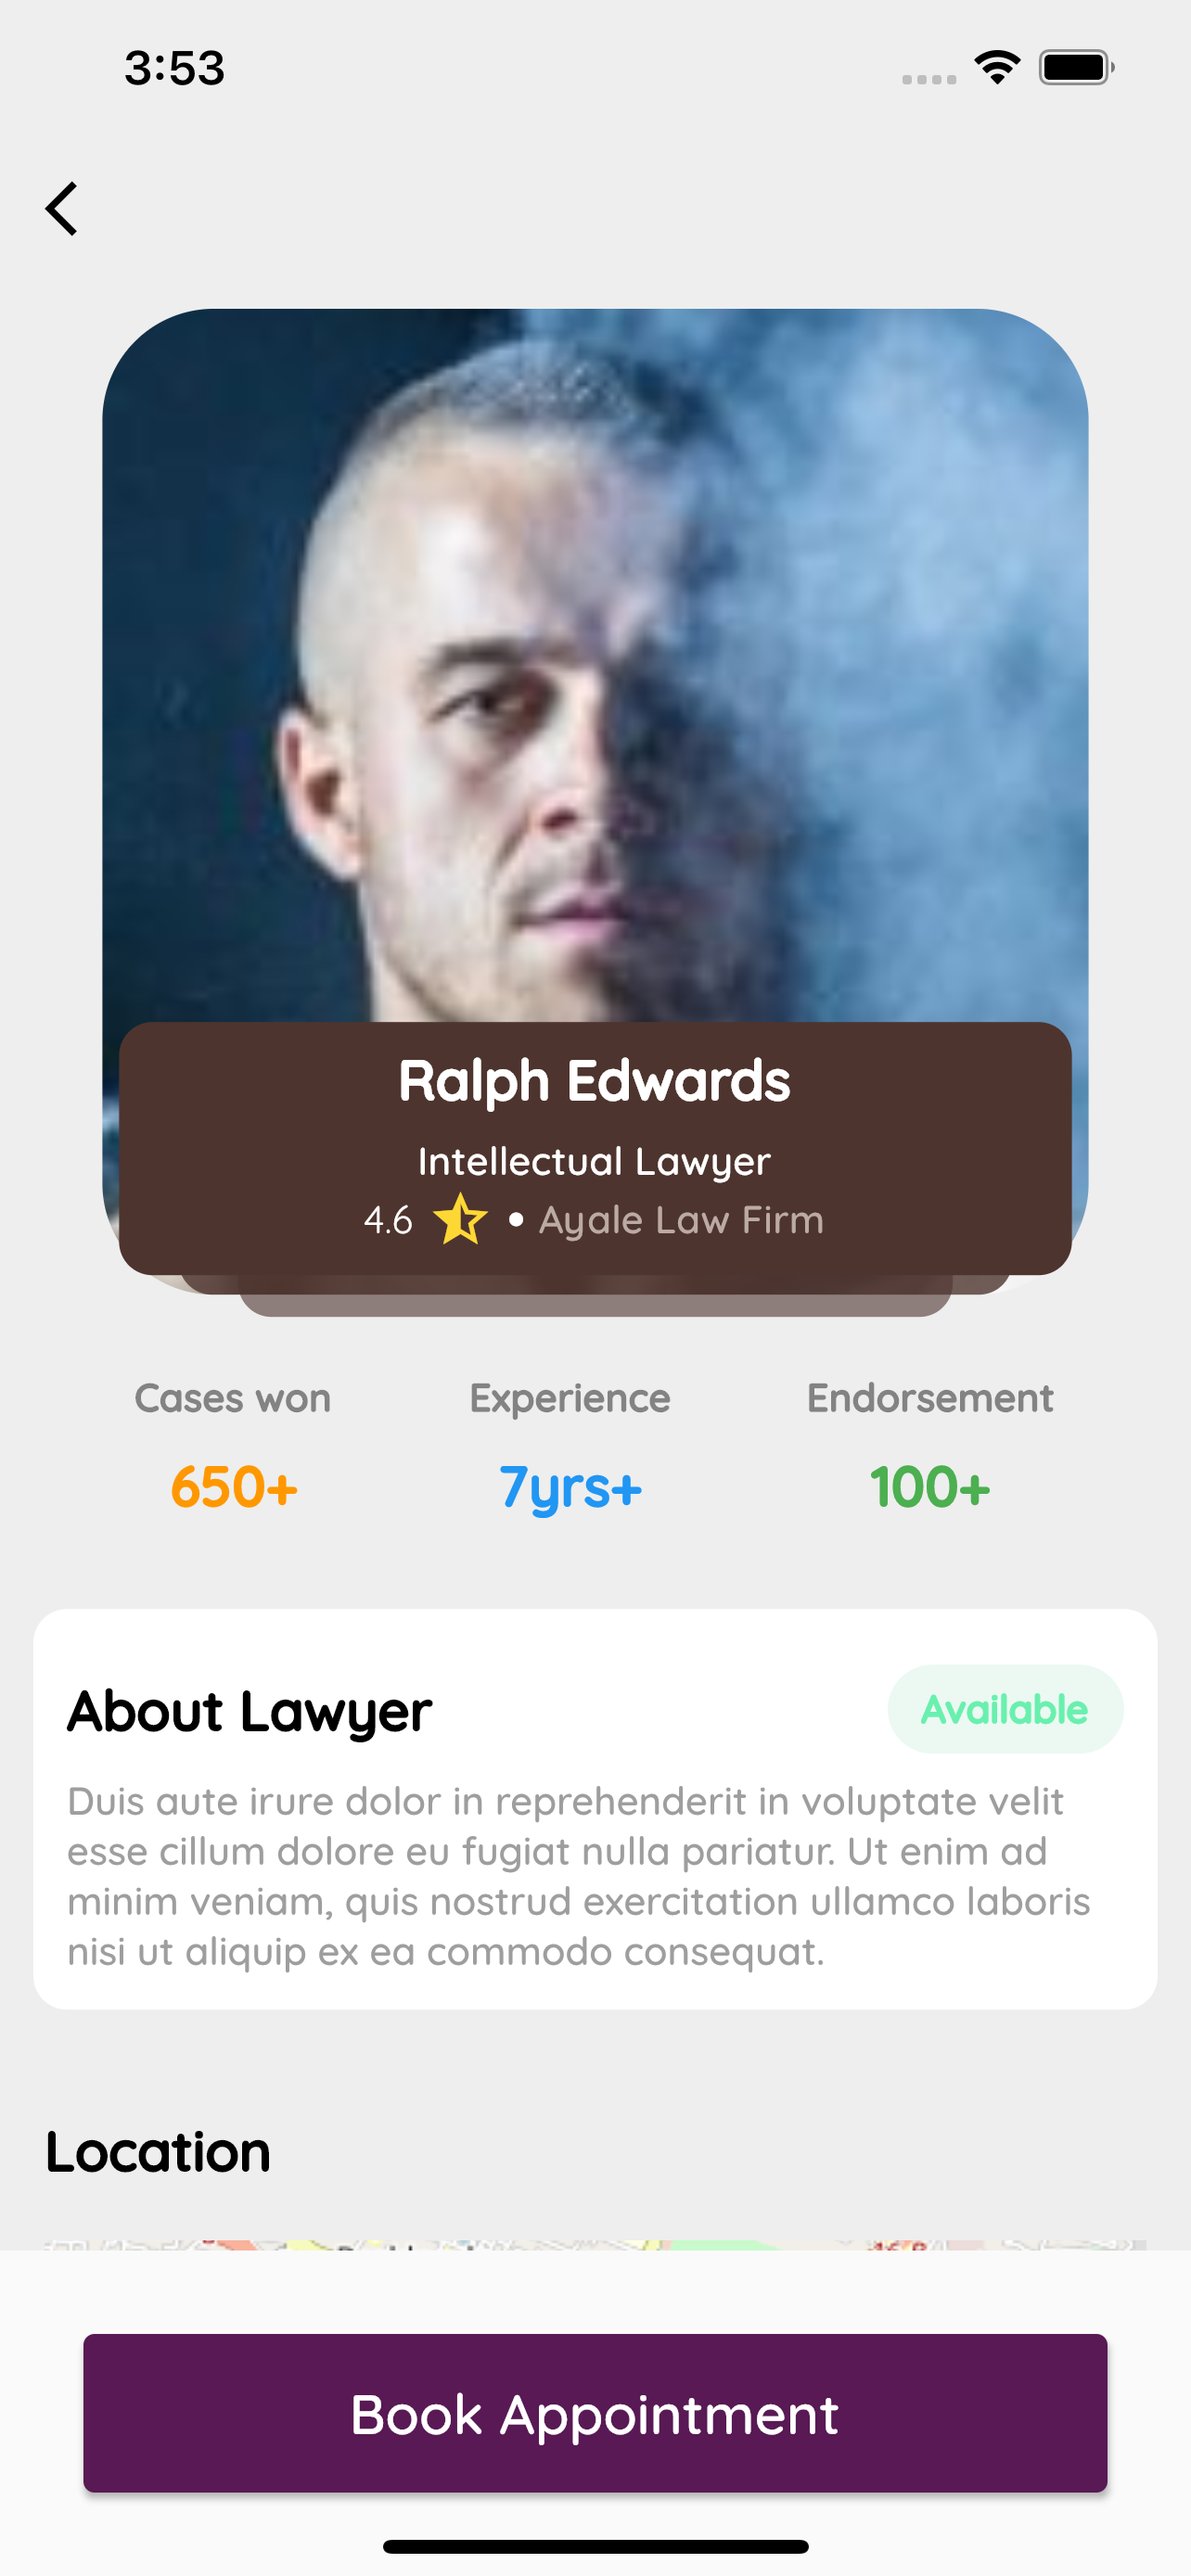 3:53
Ralph Edwards
Intellectual Lawyer
4.6 • Ayale Law Firm
Cases won Experience Endorsement
650+ 7yrs+ 100+
About Lawyer Available
Duis aute irure dolor in reprehenderit in voluptate velit
esse cillum dolore eu fugiat nulla pariatur. Ut enim ad
minim veniam, quis nostrud exercitation ullamco laboris
nisi ut aliquip ex ea commodo consequat.
Location
Book Appointment